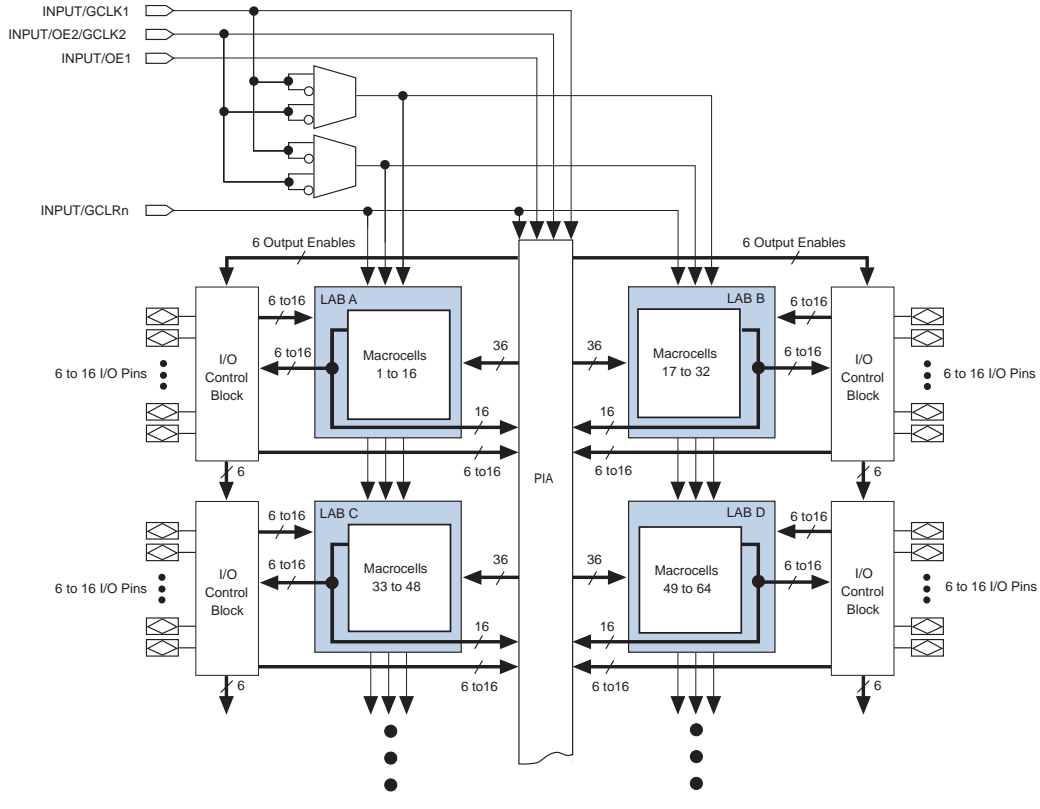 INPUT/GCLK1
INPUT/OE2/GCLK2
INPUT/OE1
INPUT/GCLRn
6 Output Enables
6 Output Enables
6 to16
LAB A
LAB B
6 to16
6 to 16 I/O Pins
I/O
Control
Block
6 to16
Macrocells
1 to 16
36
36
Macrocells
17 to 32
6 to16
I/O
Control
Block
6 to 16 I/O Pins
16
16
6
6 to16
PIA
6 to16
6
6 to16
LAB C
LAB D
6 to16
6 to 16 I/O Pins
I/O
Control
Block
6 to16
Macrocells
33 to 48
36
36
Macrocells
49 to 64
6 to16
I/O
Control
Block
6 to 16 I/O Pins
16
16
6
6 to16
6 to16
6